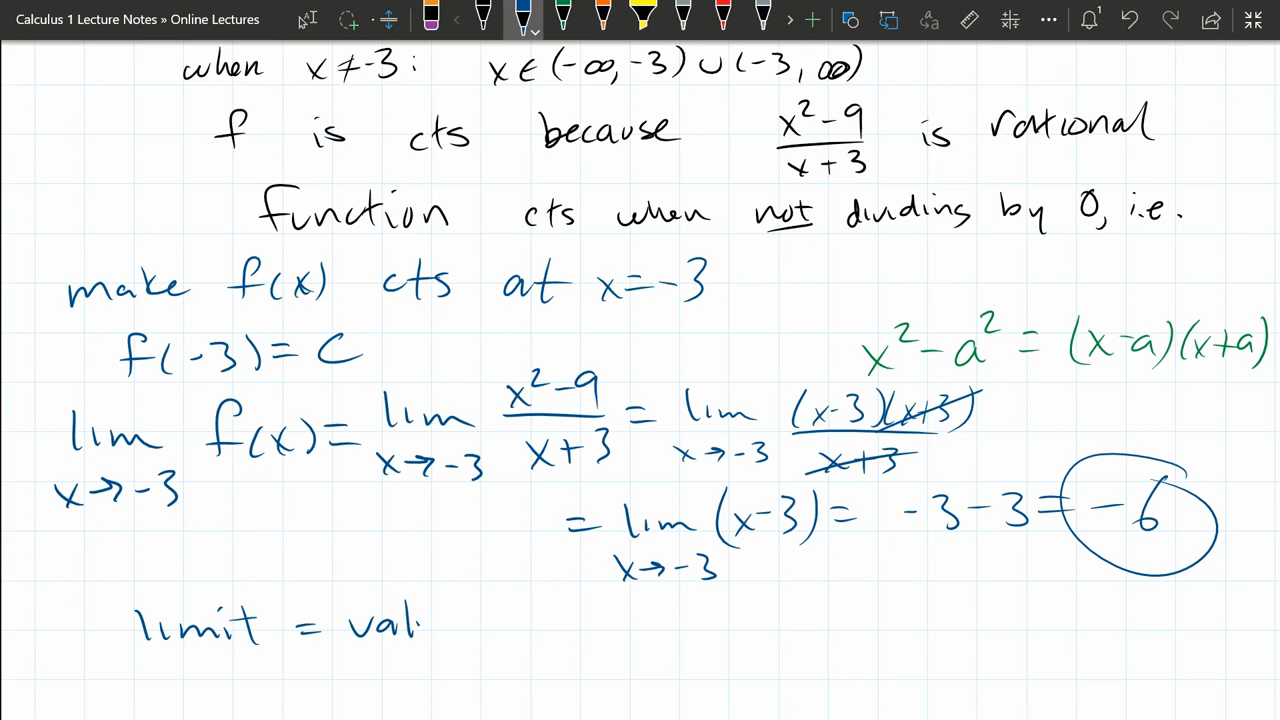 Calculus 1 Lecture Notes » Online Lectures
when x ≠ -3 : x ∈ (-∞, -3) ∪ (-3, ∞)
f is cts because (x² - 9)/(x + 3) is rational
function cts when not dividing by 0, i.e.
make f(x) cts at x = -3
x² - a² = (x-a)(x+a)
f(-3) = C
lim x→-3 f(x) = lim x→-3 (x² - 9)/(x + 3) = lim x→-3 (x-3)(x+3)/(x+3)
= lim x→-3 (x-3) = -3 - 3 = -6
limit = val